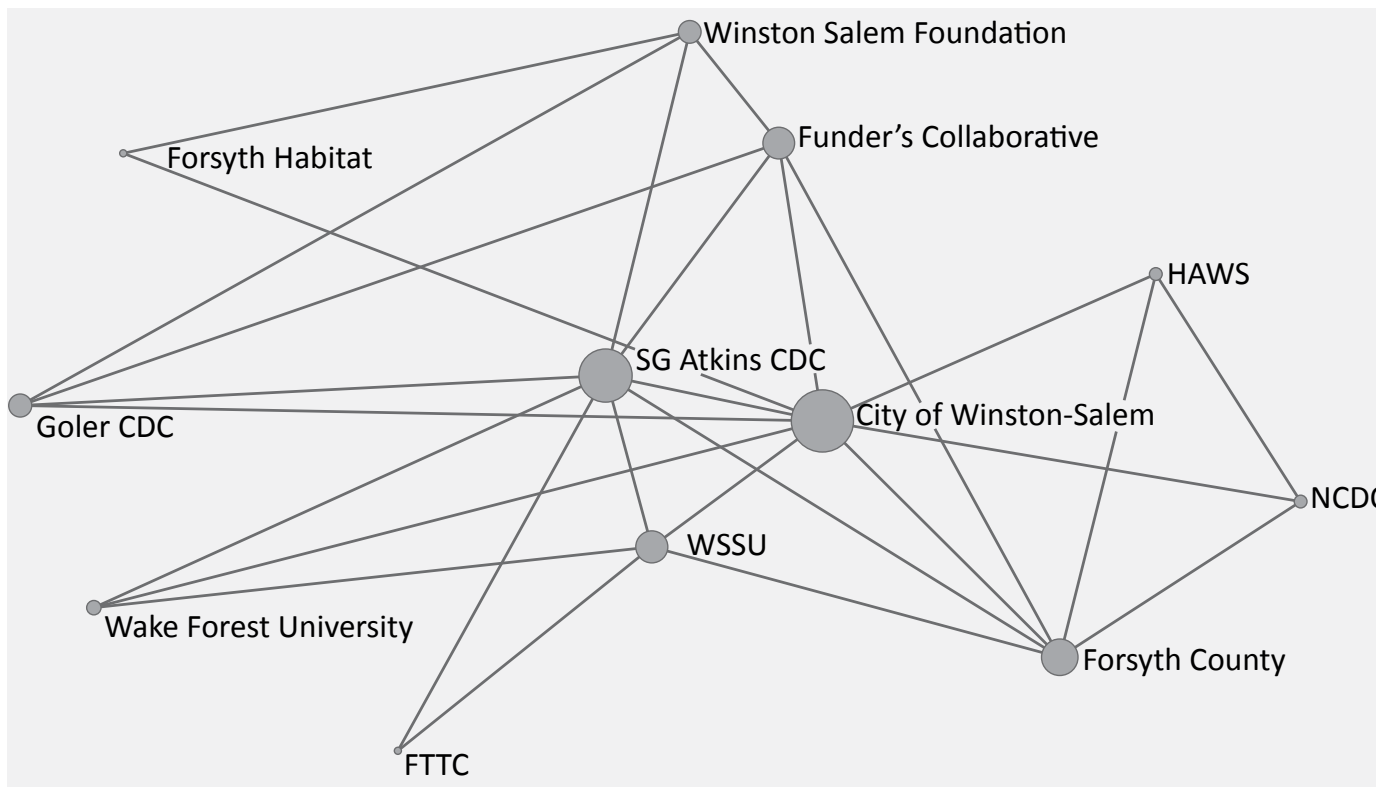 Winston Salem Foundation
Funder’s Collaborative
Forsyth Habitat
HAWS
SG Atkins CDC
City of Winston-Salem
Goler CDC
WSSU
Wake Forest University
Forsyth County
FTTC